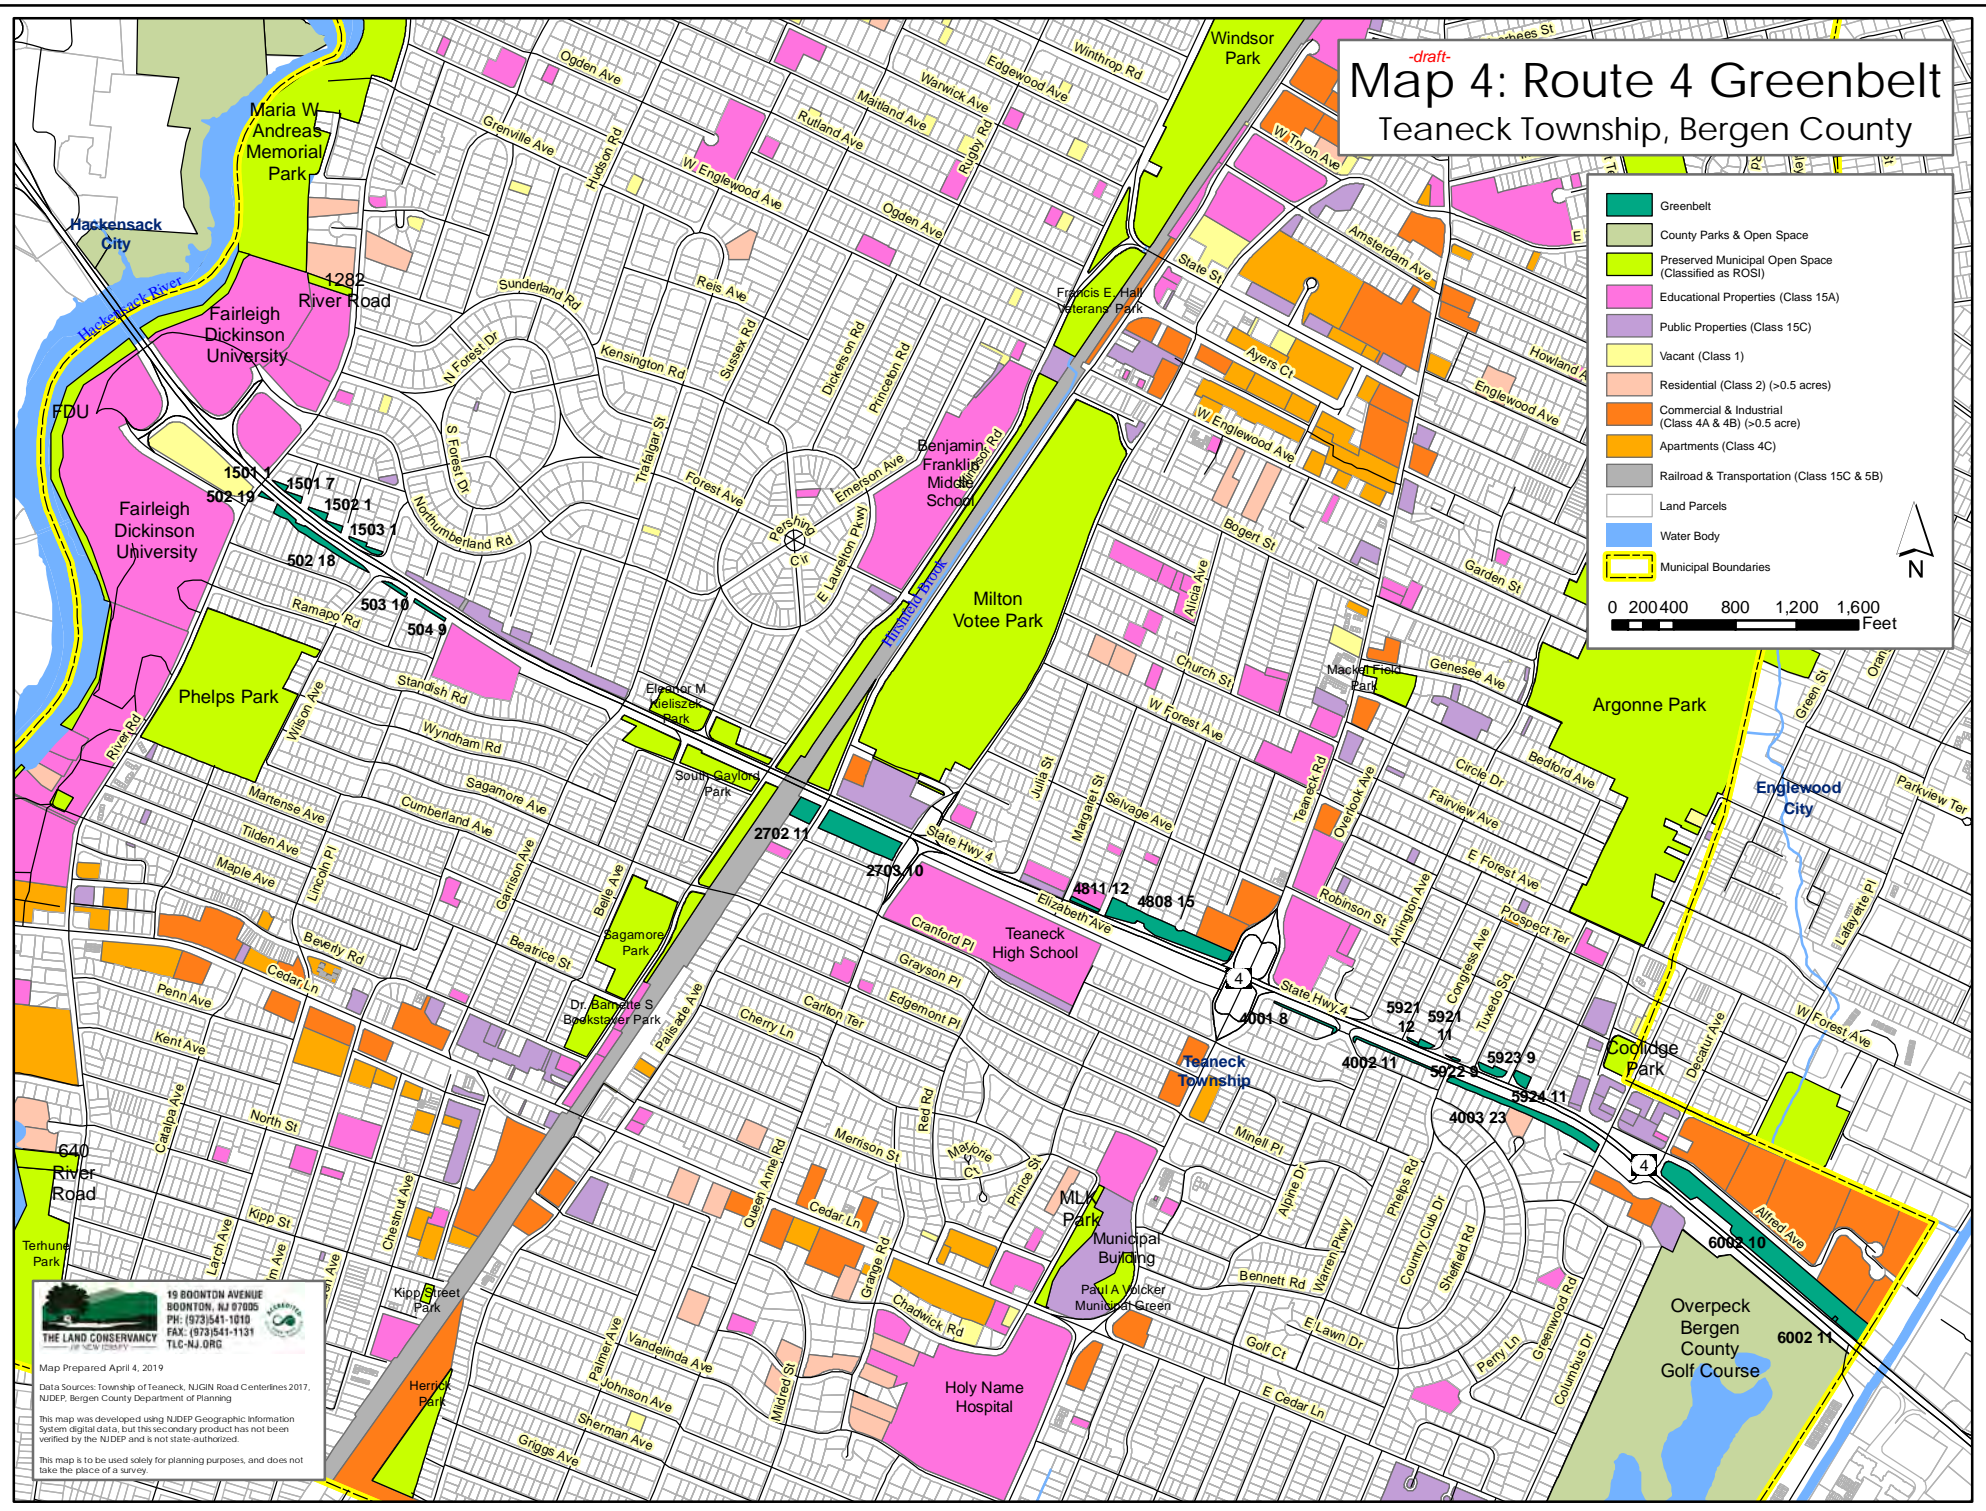 -draft-
Map 4: Route 4 Greenbelt
Teaneck Township, Bergen County
Greenbelt
County Parks & Open Space
Preserved Municipal Open Space
(Classified as ROSI)
Educational Properties (Class 15A)
Public Properties (Class 15C)
Vacant (Class 1)
Residential (Class 2) (>0.5 acres)
Commercial & Industrial
(Class 4A & 4B) (>0.5 acre)
Apartments (Class 4C)
Railroad & Transportation (Class 15C & 5B)
Land Parcels
Water Body
Municipal Boundaries
N
0 200 400 800 1,200 1,600
Feet
Windsor
Park
Winthrop Rd
Edgewood Ave
Warwick Ave
Maitland Ave
Rutland Ave
Rugby Rd
Ogden Ave
Grenville Ave
Hudson Rd
W Englewood Ave
Ogden Ave
Maria W
Andreas
Memorial
Park
Hackensack
City
Hackensack River
1282
River Road
Fairleigh
Dickinson
University
FDU
Sunderland Rd
Reis Ave
N Forest Dr
S Forest Dr
Kensington Rd
Sussex Rd
Dickerson Rd
Princeton Rd
Trafalgar St
Forest Ave
Emerson Ave
Northumberland Rd
Pershing
Cir
E Laurelton Pkwy
Francis E. Hall
Veterans' Park
W Tryon Ave
Amsterdam Ave
State St
Ayers Ct
W Englewood Ave
Englewood Ave
Bogert St
Garden St
Alicia Ave
Church St
W Forest Ave
Genesee Ave
Mackel Field
Park
Benjamin
Franklin
Middle
School
Hirshfeld Brook
Milton
Votee Park
Argonne Park
Englewood
City
Green St
Parkview Ter
Lafayette Pl
W Forest Ave
Decatur Ave
1501 1
1501 7
502 19
1502 1
1503 1
502 18
503 10
504 9
Fairleigh
Dickinson
University
Ramapo Rd
Phelps Park
Wilson Ave
Standish Rd
Wyndham Rd
River Rd
Eleanor M
Kieliszek
Park
South Gaylord
Park
Sagamore Ave
Cumberland Ave
Martense Ave
Tilden Ave
Maple Ave
Lincoln Pl
Garrison Ave
Belle Ave
Beatrice St
Beverly Rd
Cedar Ln
Penn Ave
Kent Ave
Sagamore
Park
Dr. Barnette S
Bookstaver Park
Palisade Ave
2702 11
2703 10
State Hwy 4
Julia St
Margaret St
Selvage Ave
Teaneck Rd
Overlook Ave
Circle Dr
Fairview Ave
Bedford Ave
E Forest Ave
Prospect Ter
Robinson St
Arlington Ave
Congress Ave
Tuxedo Sq
4811 12
4808 15
Elizabeth Ave
Teaneck
High School
Cranford Pl
Grayson Pl
Edgemont Pl
Carlton Ter
Cherry Ln
4
State Hwy 4
4001 8
4002 11
5921
12
5921
11
5922 9
5923 9
5924 11
4003 23
Coolidge
Park
Teaneck
Township
4
6002 10
6002 11
Alfred Ave
Overpeck
Bergen
County
Golf Course
Catalpa Ave
North St
640
River
Road
Terhune
Park
Larch Ave
Kipp St
Chestnut Ave
Kipp Street
Park
Herrick
Park
Queen Anne Rd
Merrison St
Red Rd
Marjorie
Ct
Prince St
Cedar Ln
Grange Rd
Chadwick Rd
MLK
Park
Municipal
Building
Paul A Volcker
Municipal Green
Minell Pl
Alpine Dr
Phelps Rd
Warren Pkwy
Country Club Dr
Sheffield Rd
Bennett Rd
E Lawn Dr
Golf Ct
E Cedar Ln
Perry Ln
Greenwood Rd
Columbus Dr
Holy Name
Hospital
Palmer Ave
Vandelinda Ave
Johnson Ave
Sherman Ave
Griggs Ave
Mildred St
THE LAND CONSERVANCY
OF NEW JERSEY
19 BOONTON AVENUE
BOONTON, NJ 07005
PH: (973)541-1010
FAX: (973)541-1131
TLC-NJ.ORG
ACCREDITED
Map Prepared April 4, 2019
Data Sources: Township of Teaneck, NJGIN Road Centerlines 2017,
NJDEP, Bergen County Department of Planning
This map was developed using NJDEP Geographic Information
System digital data, but this secondary product has not been
verified by the NJDEP and is not state-authorized.
This map is to be used solely for planning purposes, and does not
take the place of a survey.